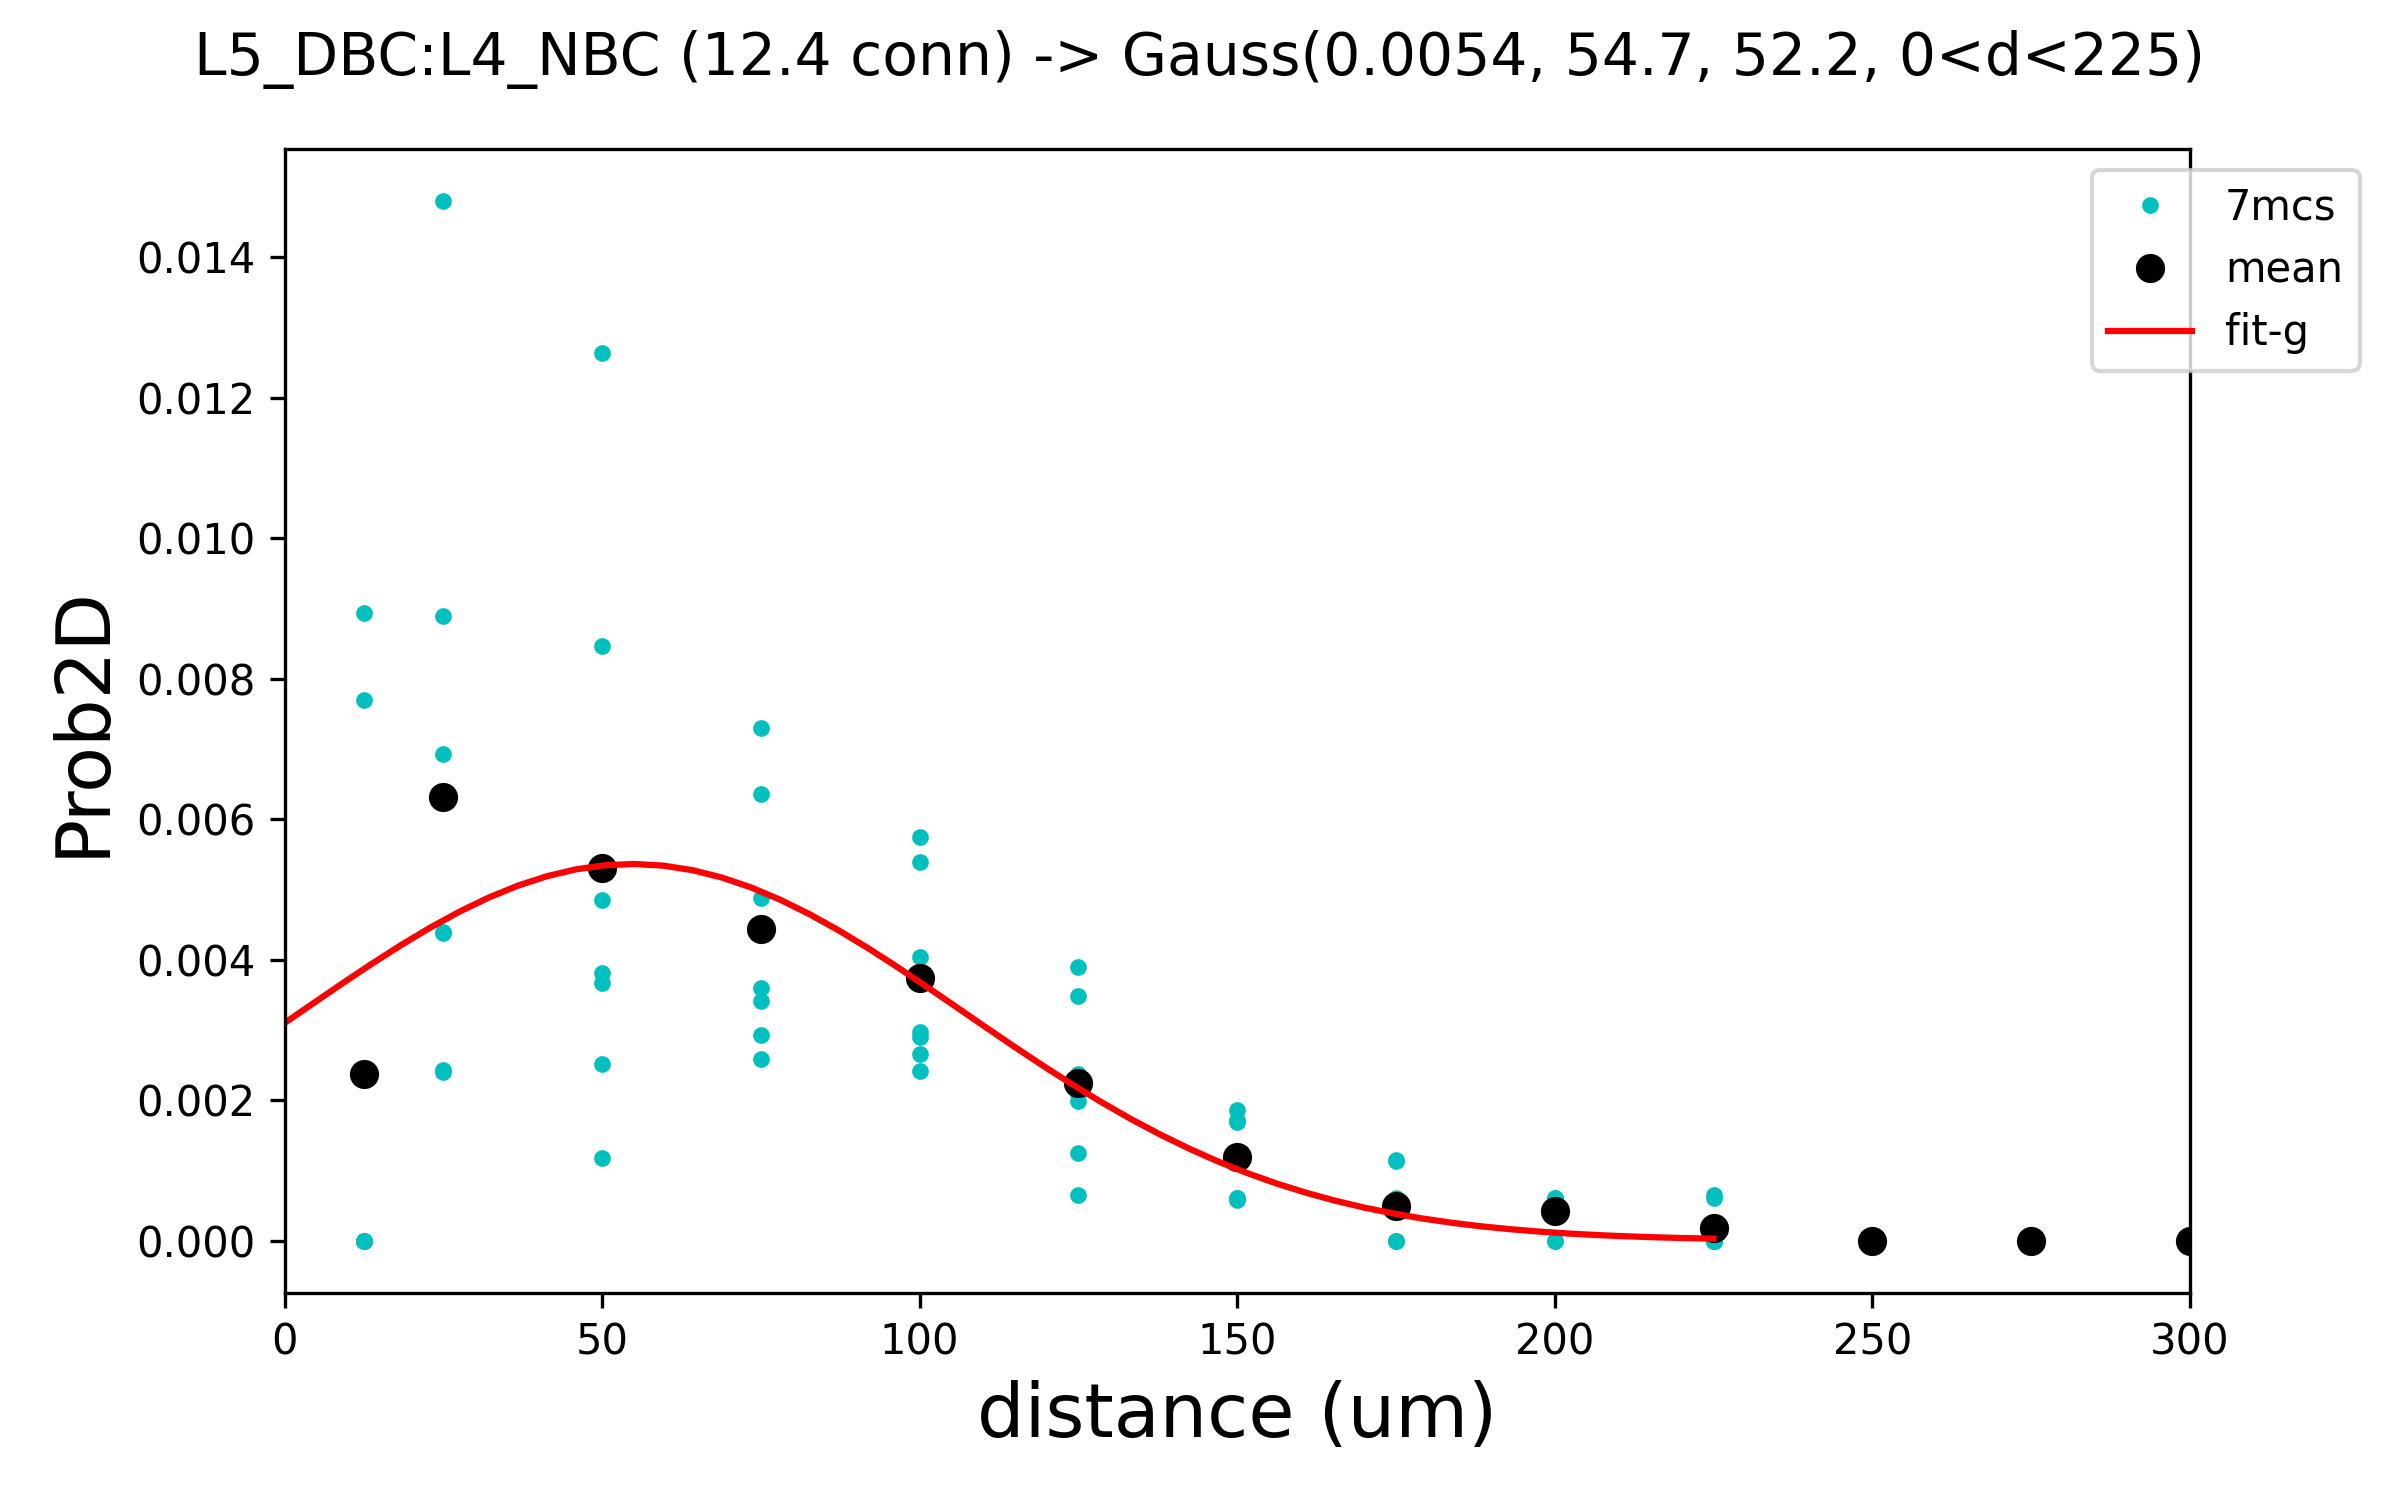 L5_DBC:L4_NBC (12.4 conn) -> Gauss(0.0054, 54.7, 52.2, 0<d<225)
7mcs
mean
fit-g
Prob2D
0.014
0.012
0.010
0.008
0.006
0.004
0.002
0.000
0 50 100 150 200 250 300
distance (um)